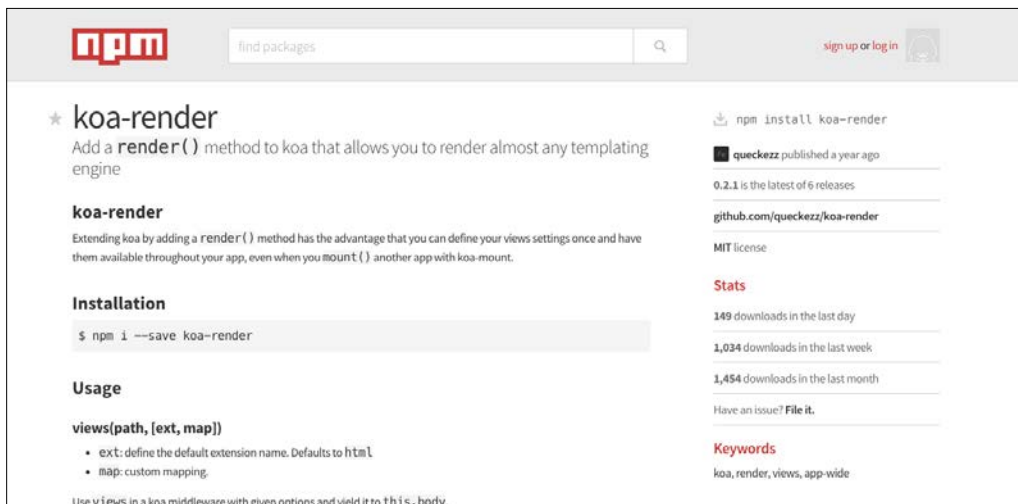 npm
find packages
sign up or log in
koa-render
Add a render() method to koa that allows you to render almost any templating
engine
koa-render
Extending koa by adding a render() method has the advantage that you can define your views settings once and have
them available throughout your app, even when you mount() another app with koa-mount.
Installation
$ npm i --save koa-render
Usage
views(path, [ext, map])
• ext: define the default extension name. Defaults to html
• map: custom mapping.
Use views in a koa middleware with given options and yield it to this.body.
npm install koa-render
queckezz published a year ago
0.2.1 is the latest of 6 releases
github.com/queckezz/koa-render
MIT license
Stats
149 downloads in the last day
1,034 downloads in the last week
1,454 downloads in the last month
Have an issue? File it.
Keywords
koa, render, views, app-wide